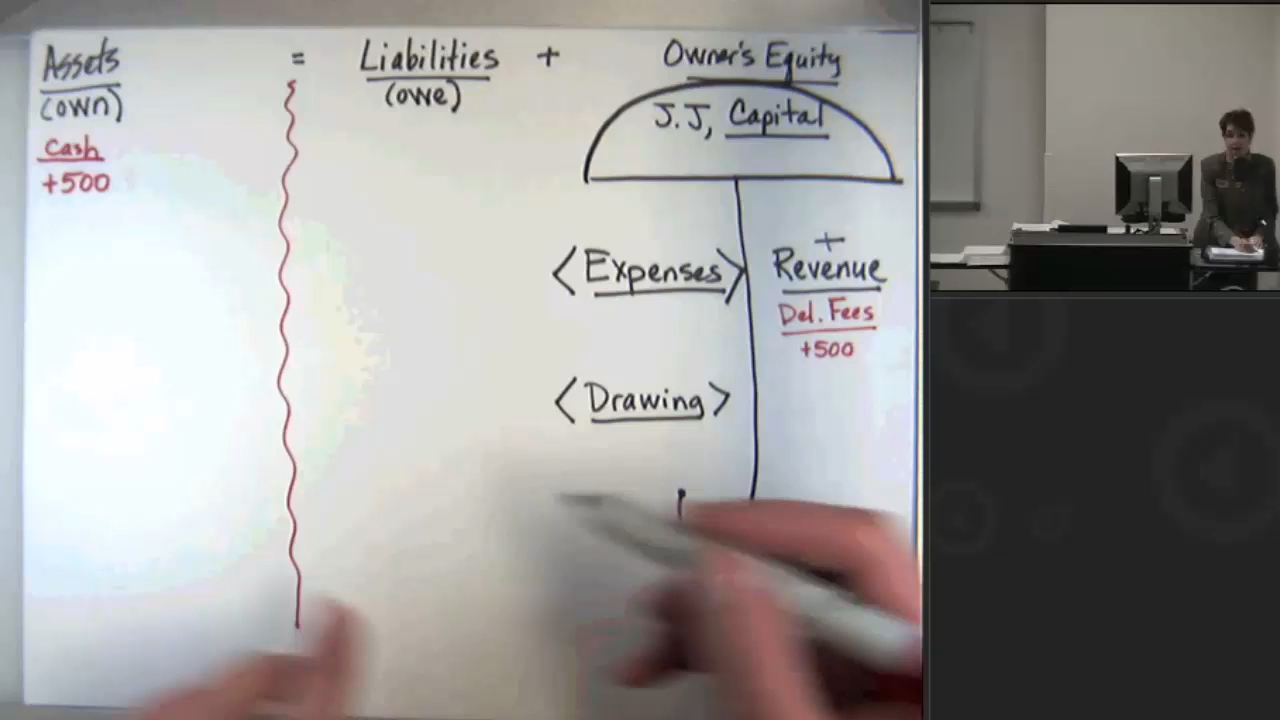 Assets = Liabilities + Owner's Equity
(own) (owe)
J.J, Capital
Cash
+500
<Expenses> + Revenue
Del. Fees
+500
<Drawing>